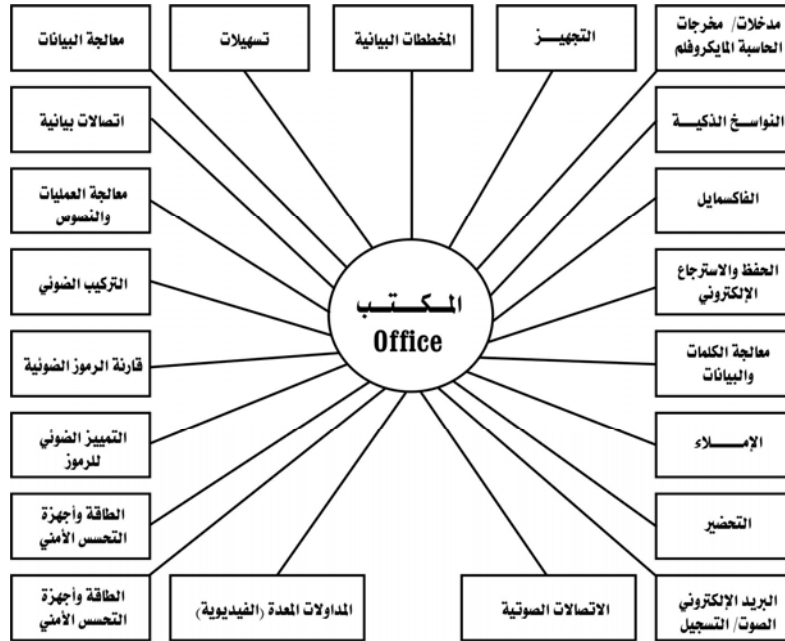 مدخلات/ مخرجات
الحاسبة المايكروفلم
التجهيز
المخططات البيانية
تسهيلات
معالجة البيانات
النواسخ الذكية
اتصالات بيانية
الفاكسمايل
معالجة العمليات
والنصوص
الحفظ والاسترجاع
الإلكتروني
التركيب الضوئي
المكتب
Office
معالجة الكلمات
والبيانات
قارنة الرموز الضوئية
الإملاء
التمييز الضوئي
للرموز
التحضير
الطاقة وأجهزة
التحسس الأمني
البريد الإلكتروني
الصوت/ التسجيل
الاتصالات الصوتية
المداولات المعدة (الفيديوية)
الطاقة وأجهزة
التحسس الأمني